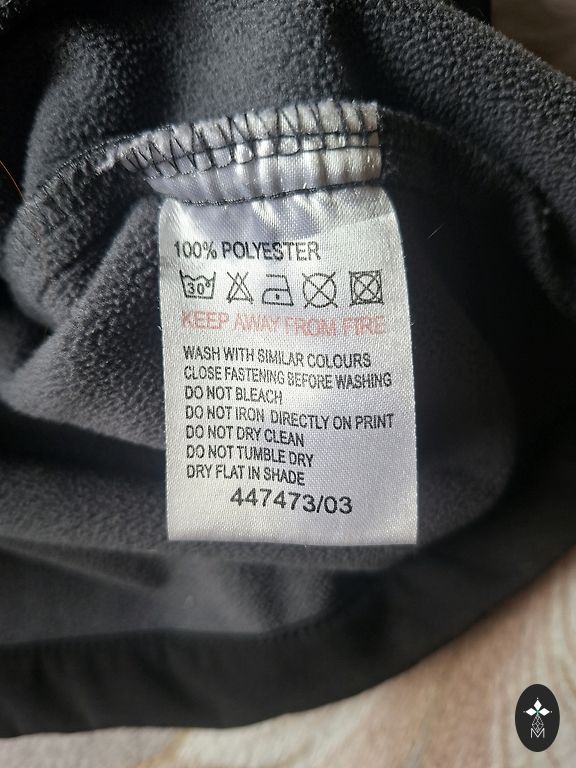 100% POLYESTER
30°
KEEP AWAY FROM FIRE
WASH WITH SIMILAR COLOURS
CLOSE FASTENING BEFORE WASHING
DO NOT BLEACH
DO NOT IRON DIRECTLY ON PRINT
DO NOT DRY CLEAN
DO NOT TUMBLE DRY
DRY FLAT IN SHADE
447473/03
M